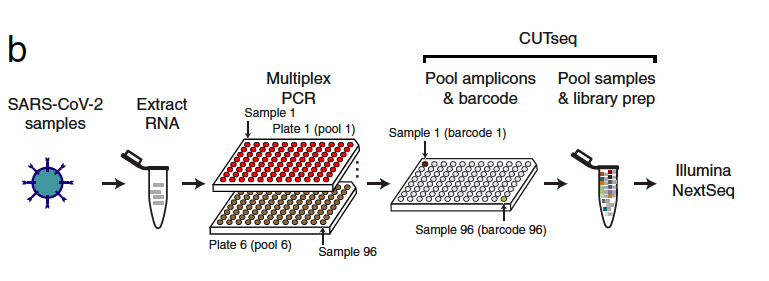 b
CUTseq
SARS-CoV-2
samples
Extract
RNA
Multiplex
PCR
Pool amplicons
& barcode
Pool samples
& library prep
Sample 1
Plate 1 (pool 1)
Sample 1 (barcode 1)
Illumina
NextSeq
Sample 96 (barcode 96)
Plate 6 (pool 6)
Sample 96